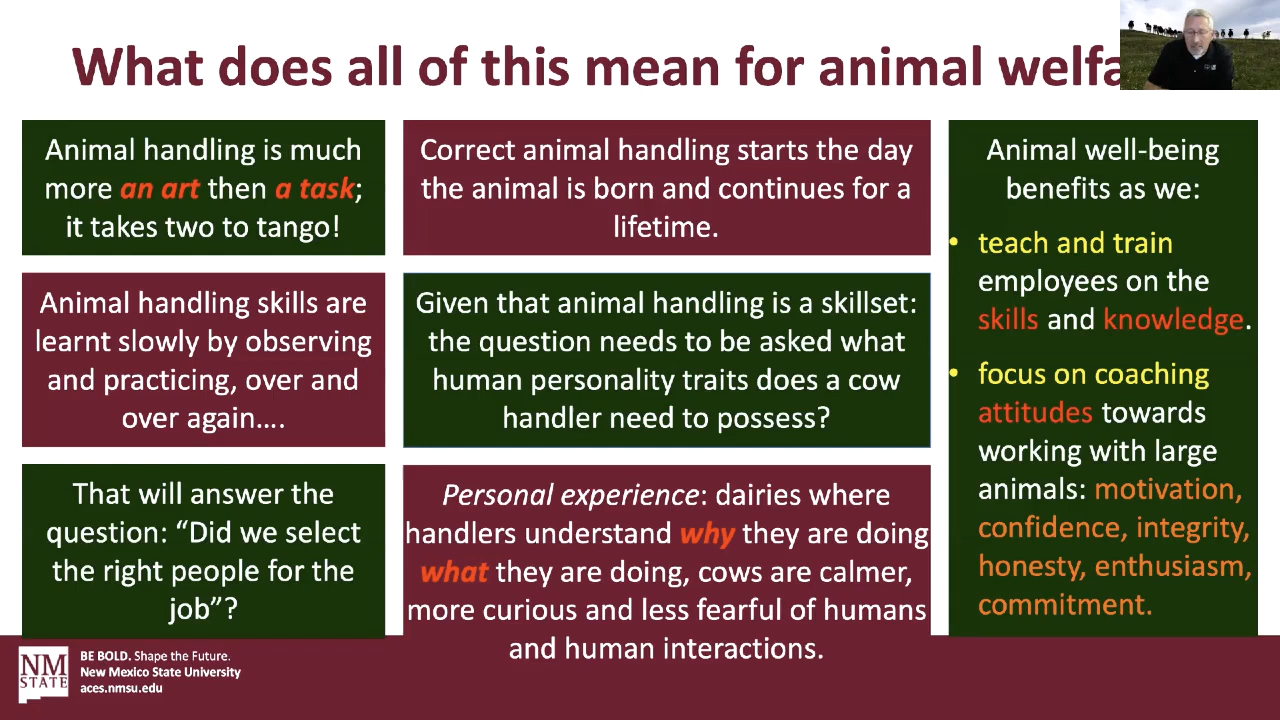 What does all of this mean for animal welfa
Animal handling is much
more an art then a task;
it takes two to tango!
Correct animal handling starts the day
the animal is born and continues for a
lifetime.
Animal well-being
benefits as we:
• teach and train
employees on the
skills and knowledge.
• focus on coaching
attitudes towards
working with large
animals: motivation,
confidence, integrity,
honesty, enthusiasm,
commitment.
Animal handling skills are
learnt slowly by observing
and practicing, over and
over again….
Given that animal handling is a skillset:
the question needs to be asked what
human personality traits does a cow
handler need to possess?
That will answer the
question: “Did we select
the right people for the
job”?
Personal experience: dairies where
handlers understand why they are doing
what they are doing, cows are calmer,
more curious and less fearful of humans
and human interactions.
NM
STATE
BE BOLD. Shape the Future.
New Mexico State University
aces.nmsu.edu